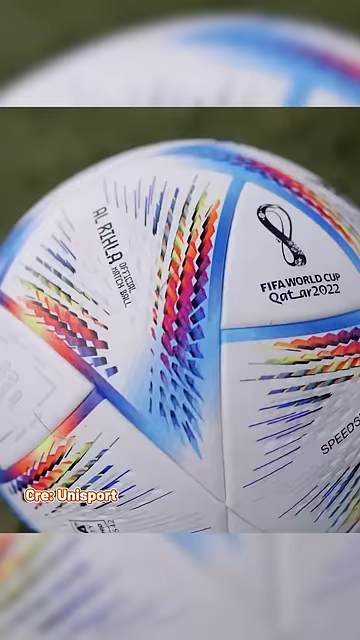 AL RIHLA
OFFICIAL
MATCH BALL
FIFA WORLD CUP
Qatar2022
SPEEDS
Cre: Unisport